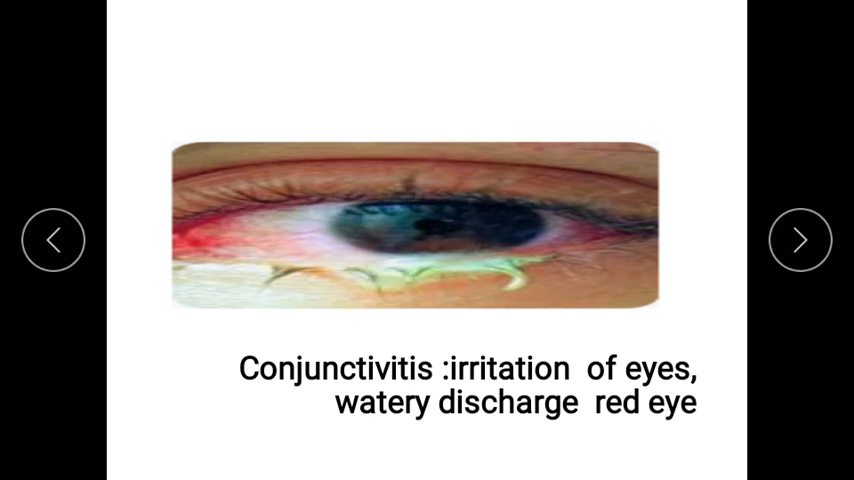 Conjunctivitis :irritation  of eyes,
watery discharge  red eye